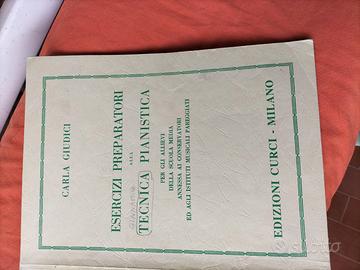 CARLA GIUDICI
ESERCIZI PREPARATORI
ALLA
TECNICA PIANISTICA
PER GLI ALLIEVI
DELLA SCUOLA MEDIA
ANNESSA AI CONSERVATORI
ED AGLI ISTITUTI MUSICALI PAREGGIATI
EDIZIONI CURCI - MILANO
subito